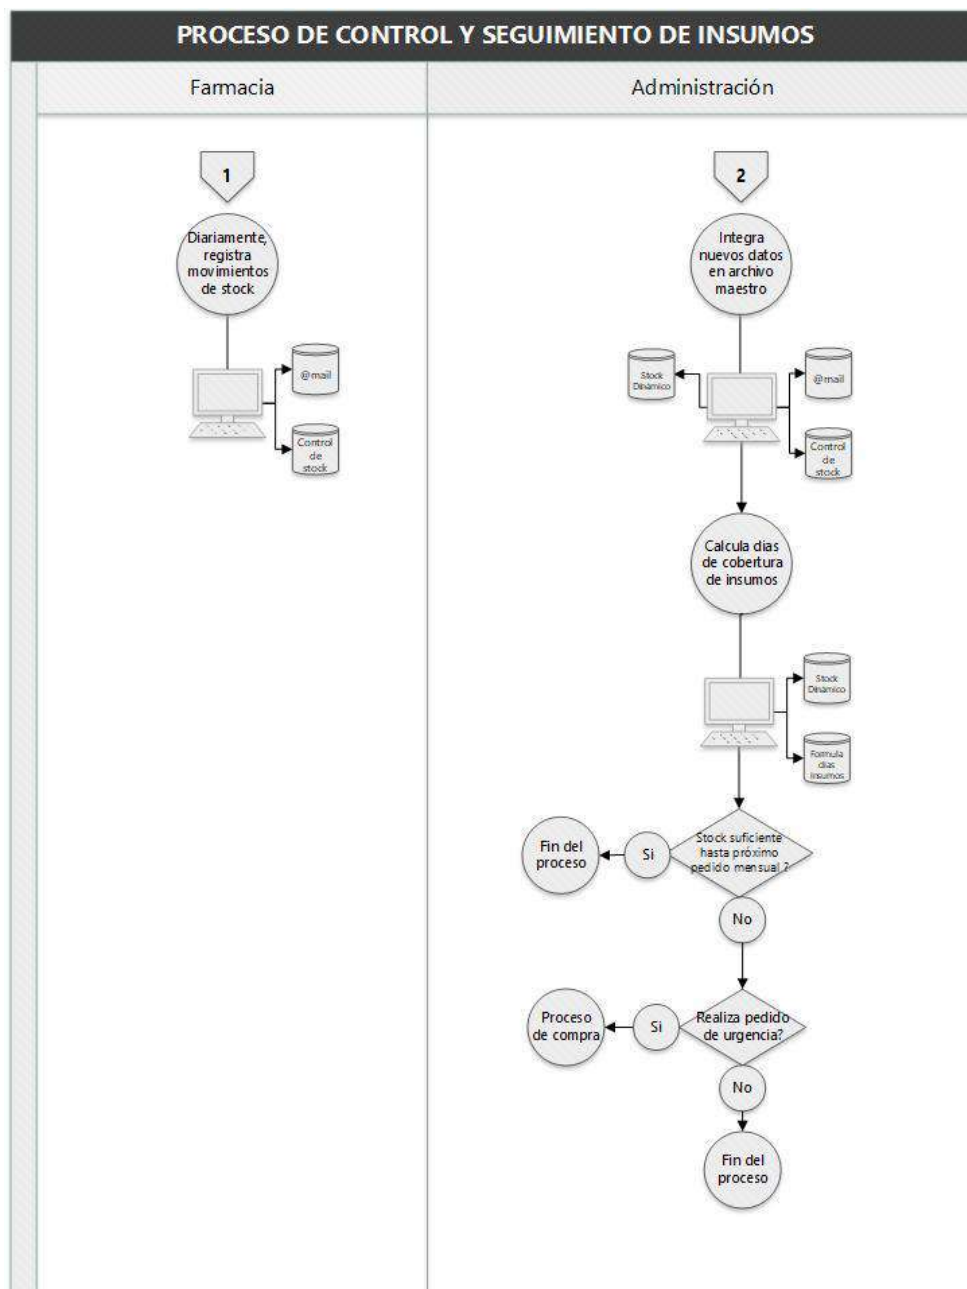 PROCESO DE CONTROL Y SEGUIMIENTO DE INSUMOS
Farmacia
Administración
1
Diariamente,
registra
movimientos
de stock
@mail
Control
de
stock
2
Integra
nuevos datos
en archivo
maestro
Stock
Dinámico
@mail
Control
de
stock
Calcula dias
de cobertura
de insumos
Stock
Dinámico
Formula
días
insumos
Stock suficiente
hasta próximo
pedido mensual ?
Si
Fin del
proceso
No
Realiza pedido
de urgencia?
Si
Proceso
de compra
No
Fin del
proceso